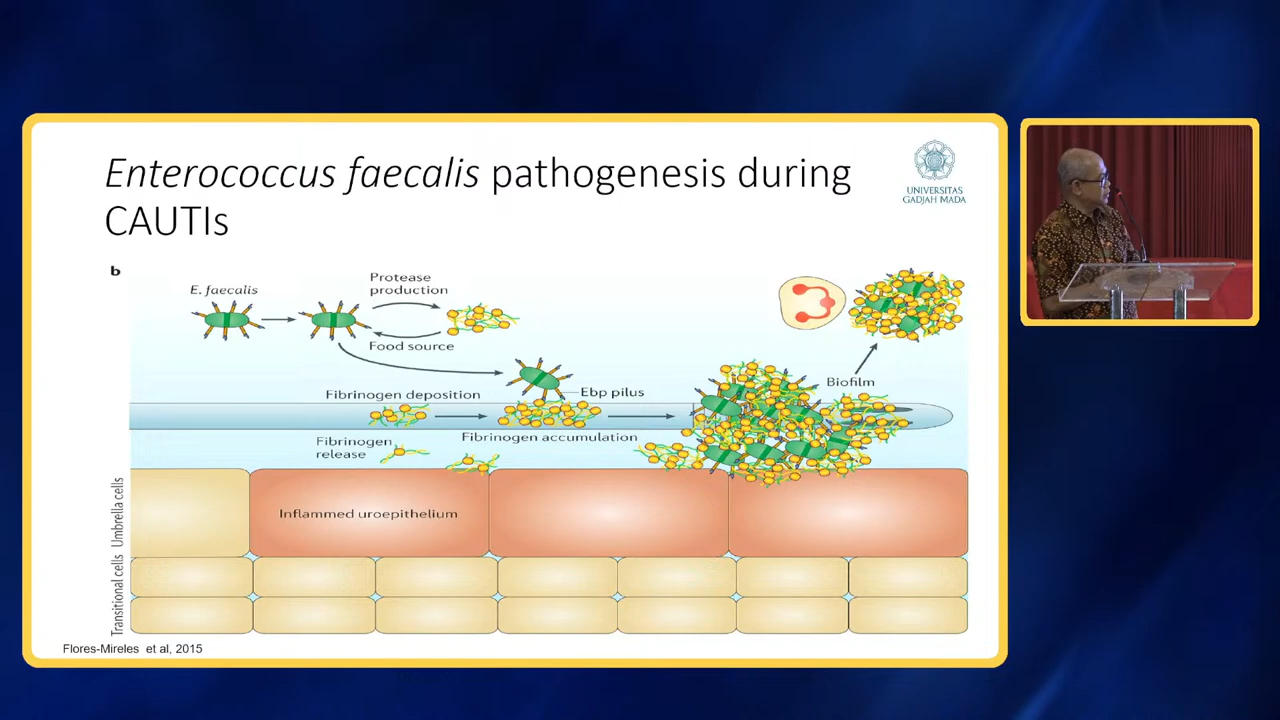 Enterococcus faecalis pathogenesis during
CAUTIs
UNIVERSITAS
GADJAH MADA
b
E. faecalis
Protease
production
Food source
Fibrinogen deposition
Ebp pilus
Biofilm
Fibrinogen
release
Fibrinogen accumulation
Inflammed uroepithelium
Umbrella cells
Transitional cells
Flores-Mireles et al, 2015